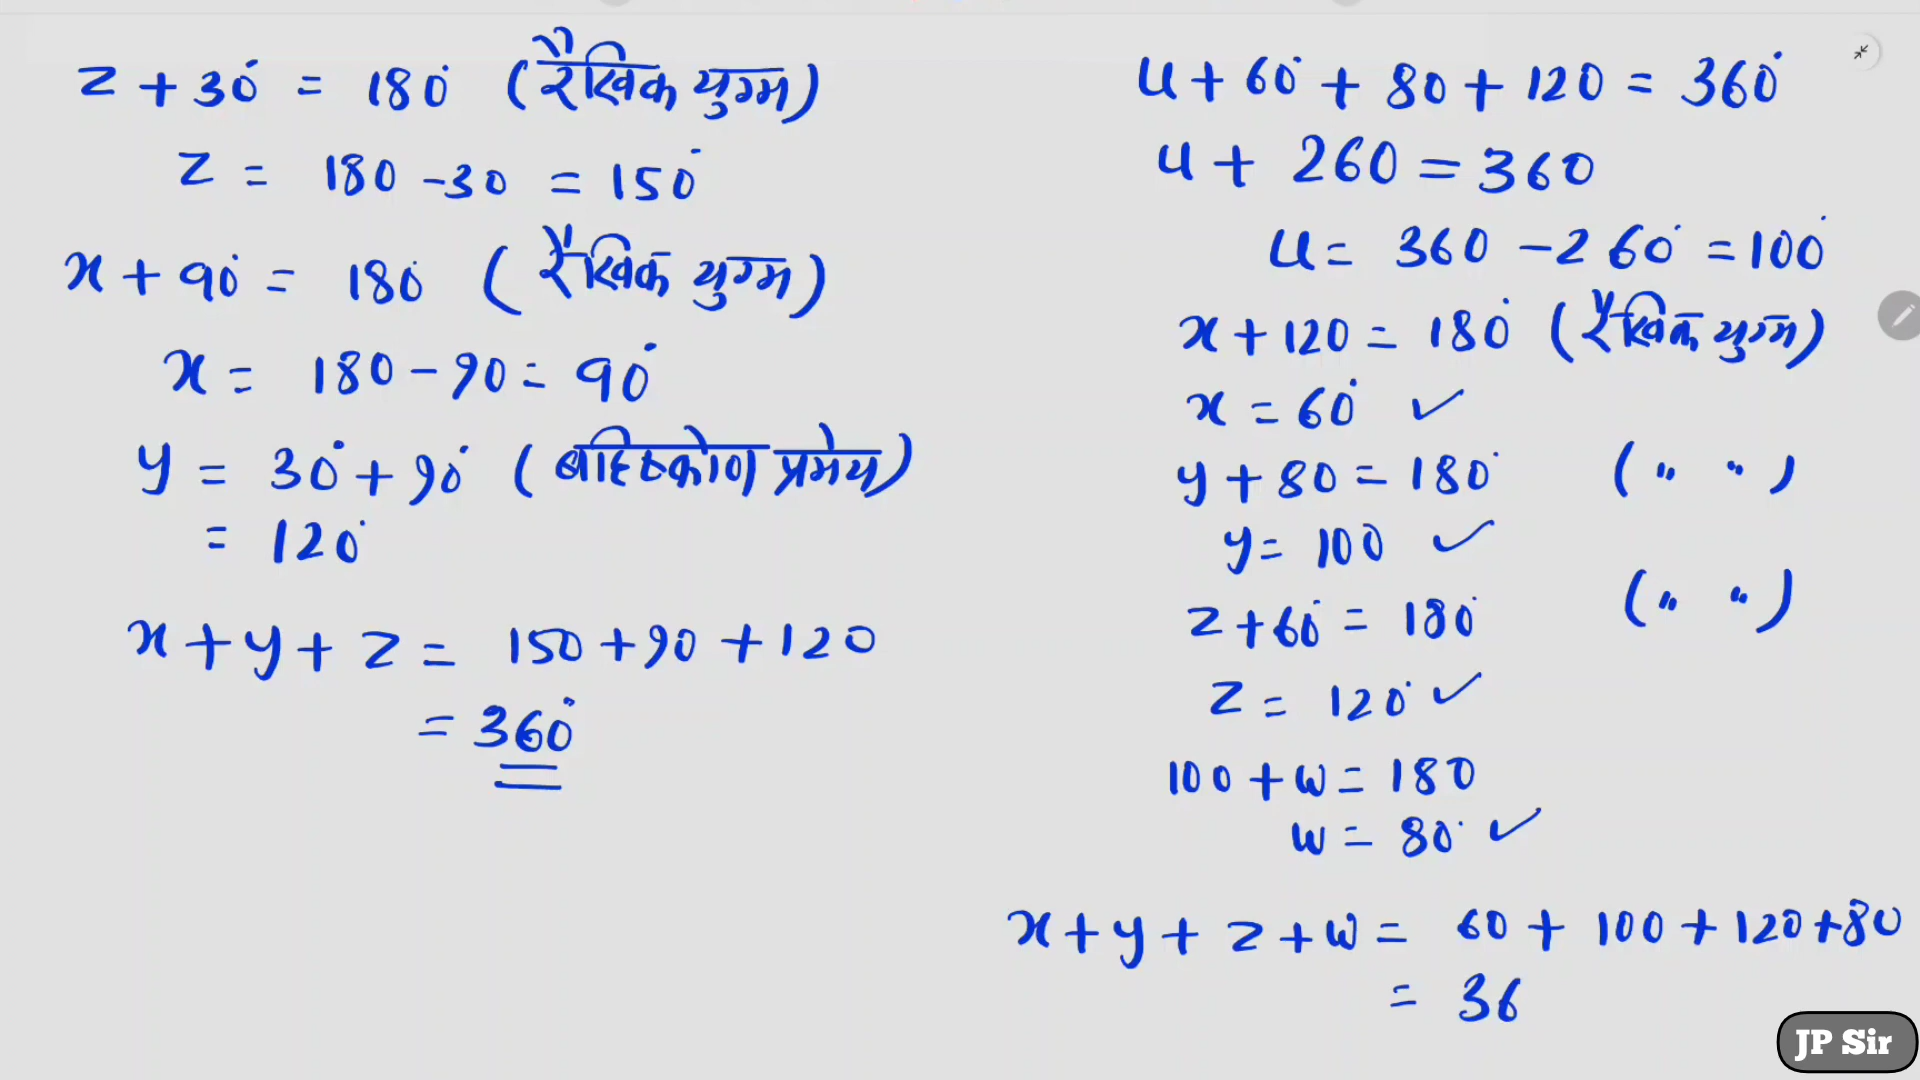 z + 30° = 180° (रैखिक युग्म)
z = 180 - 30 = 150°
x + 90° = 180° (रैखिक युग्म)
x = 180 - 90 = 90°
y = 30° + 90° (बाह्यकोण प्रमेय)
= 120°
x + y + z = 150 + 90 + 120
= 360°
u + 60° + 80 + 120 = 360°
u + 260 = 360
u = 360 - 260° = 100°
x + 120 = 180° (रैखिक युग्म)
x = 60° ✓
y + 80 = 180° (" ")
y = 100 ✓
z + 60° = 180° (" ")
z = 120° ✓
100 + w = 180
w = 80° ✓
x + y + z + w = 60 + 100 + 120 + 80
= 36
JP Sir